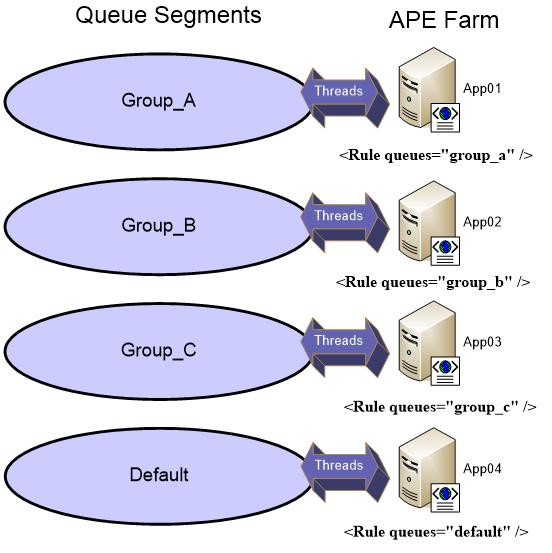 Queue Segments
APE Farm
Group_A
Threads
App01
<Rule queues="group_a" />
Group_B
Threads
App02
<Rule queues="group_b" />
Group_C
Threads
App03
<Rule queues="group_c" />
Default
Threads
App04
<Rule queues="default" />